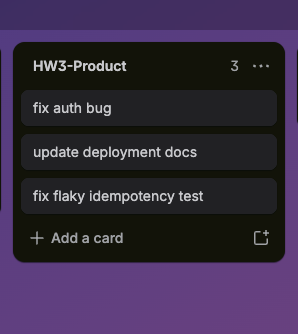 HW3-Product 3
fix auth bug
update deployment docs
fix flaky idempotency test
Add a card